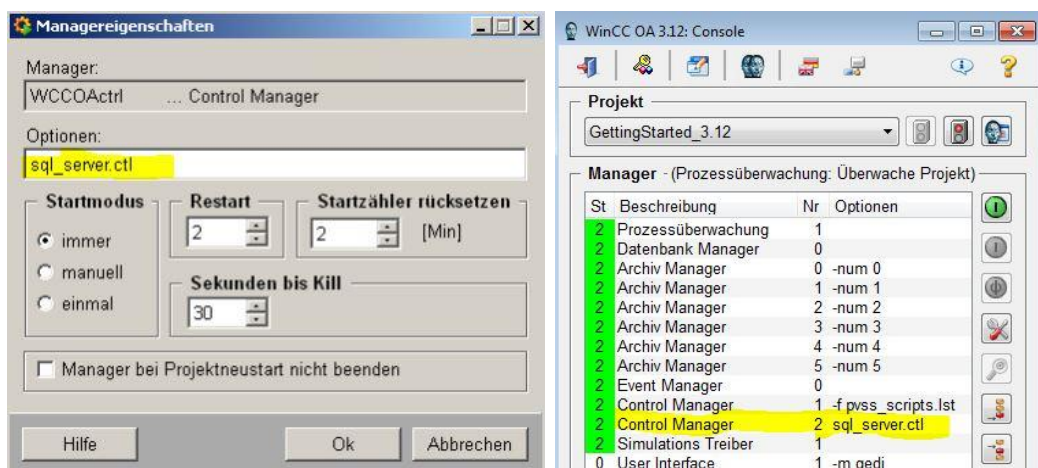 Managereigenschaften
Manager:
WCCOActrl ... Control Manager
Optionen:
sql_server.ctl
Startmodus
immer
manuell
einmal
Restart
2
Startzähler rücksetzen
2 [Min]
Sekunden bis Kill
30
Manager bei Projektneustart nicht beenden
Hilfe Ok Abbrechen
WinCC OA 3.12: Console
Projekt
GettingStarted_3.12
Manager - (Prozessüberwachung: Überwache Projekt)
St Beschreibung Nr Optionen
2 Prozessüberwachung 1
2 Datenbank Manager 0
2 Archiv Manager 0 -num 0
2 Archiv Manager 1 -num 1
2 Archiv Manager 2 -num 2
2 Archiv Manager 3 -num 3
2 Archiv Manager 4 -num 4
2 Archiv Manager 5 -num 5
2 Event Manager 0
2 Control Manager 1 -f pvss_scripts.lst
2 Control Manager 2 sql_server.ctl
2 Simulations Treiber 1
0 User Interface 1 -m gedi